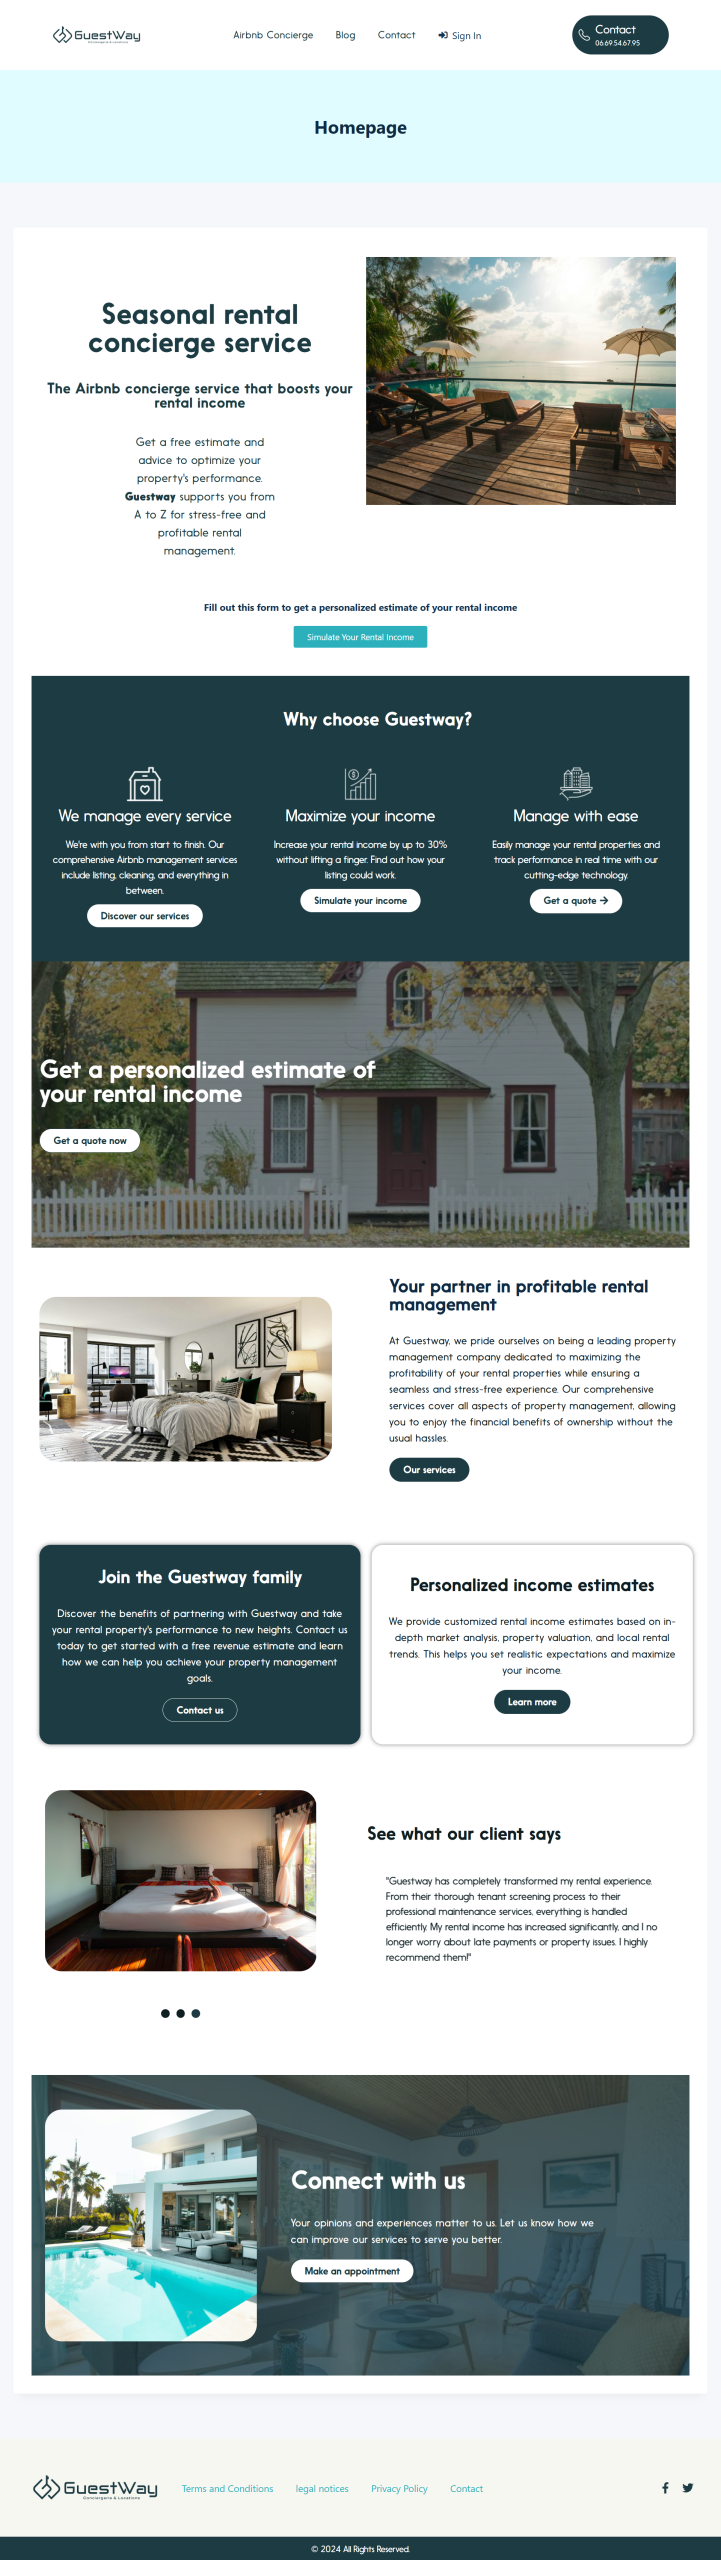 GuestWay
Conciergerie & Locations
Airbnb Concierge
Blog
Contact
Sign In
Contact
06.69.54.67.95
Homepage
Seasonal rental
concierge service
The Airbnb concierge service that boosts your
rental income
Get a free estimate and
advice to optimize your
property's performance.
Guestway supports you from
A to Z for stress-free and
profitable rental
management.
Fill out this form to get a personalized estimate of your rental income
Simulate Your Rental Income
Why choose Guestway?
We manage every service
We're with you from start to finish. Our
comprehensive Airbnb management services
include listing, cleaning, and everything in
between.
Discover our services
Maximize your income
Increase your rental income by up to 30%
without lifting a finger. Find out how your
listing could work.
Simulate your income
Manage with ease
Easily manage your rental properties and
track performance in real time with our
cutting-edge technology.
Get a quote →
Get a personalized estimate of
your rental income
Get a quote now
Your partner in profitable rental
management
At Guestway, we pride ourselves on being a leading property
management company dedicated to maximizing the
profitability of your rental properties while ensuring a
seamless and stress-free experience. Our comprehensive
services cover all aspects of property management, allowing
you to enjoy the financial benefits of ownership without the
usual hassles.
Our services
Join the Guestway family
Discover the benefits of partnering with Guestway and take
your rental property's performance to new heights. Contact us
today to get started with a free revenue estimate and learn
how we can help you achieve your property management
goals.
Contact us
Personalized income estimates
We provide customized rental income estimates based on in-
depth market analysis, property valuation, and local rental
trends. This helps you set realistic expectations and maximize
your income.
Learn more
See what our client says
"Guestway has completely transformed my rental experience.
From their thorough tenant screening process to their
professional maintenance services, everything is handled
efficiently. My rental income has increased significantly, and I no
longer worry about late payments or property issues. I highly
recommend them!"
Connect with us
Your opinions and experiences matter to us. Let us know how we
can improve our services to serve you better.
Make an appointment
GuestWay
Conciergerie & Locations
Terms and Conditions
legal notices
Privacy Policy
Contact
© 2024 All Rights Reserved.